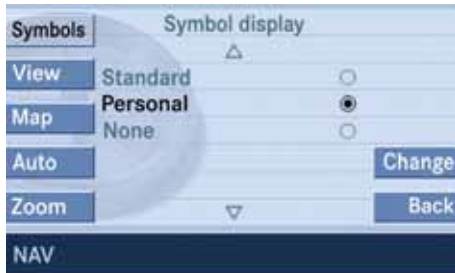 Symbol display
Symbols
View
Map
Auto
Zoom
Standard
Personal
None
Change
Back
NAV